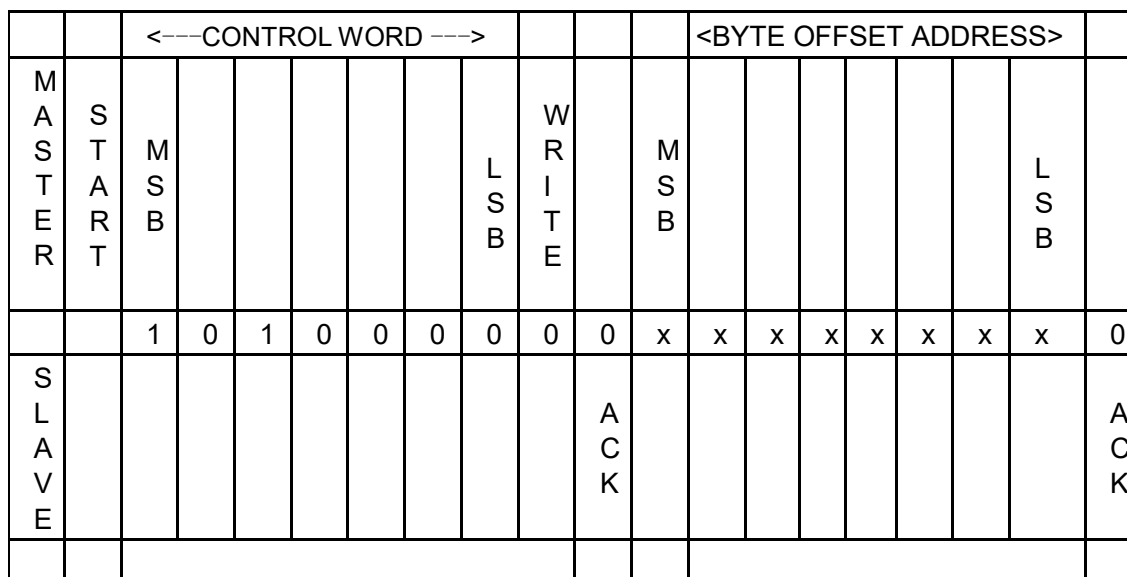 <---CONTROL WORD ---> <BYTE OFFSET ADDRESS>
MASTER START MSB LSB WRITE MSB LSB
1 0 1 0 0 0 0 0 0 x x x x x x x x 0
SLAVE ACK ACK